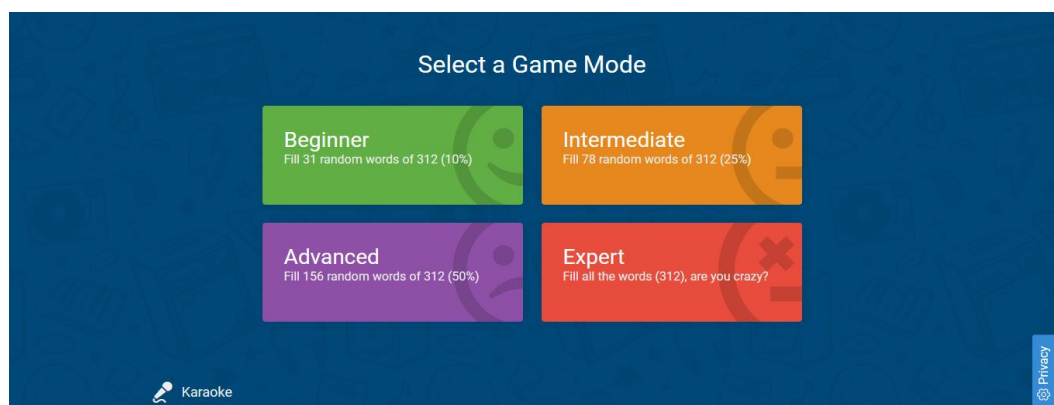 Select a Game Mode
Beginner
Fill 31 random words of 312 (10%)
Intermediate
Fill 78 random words of 312 (25%)
Advanced
Fill 156 random words of 312 (50%)
Expert
Fill all the words (312), are you crazy?
Karaoke
Privacy